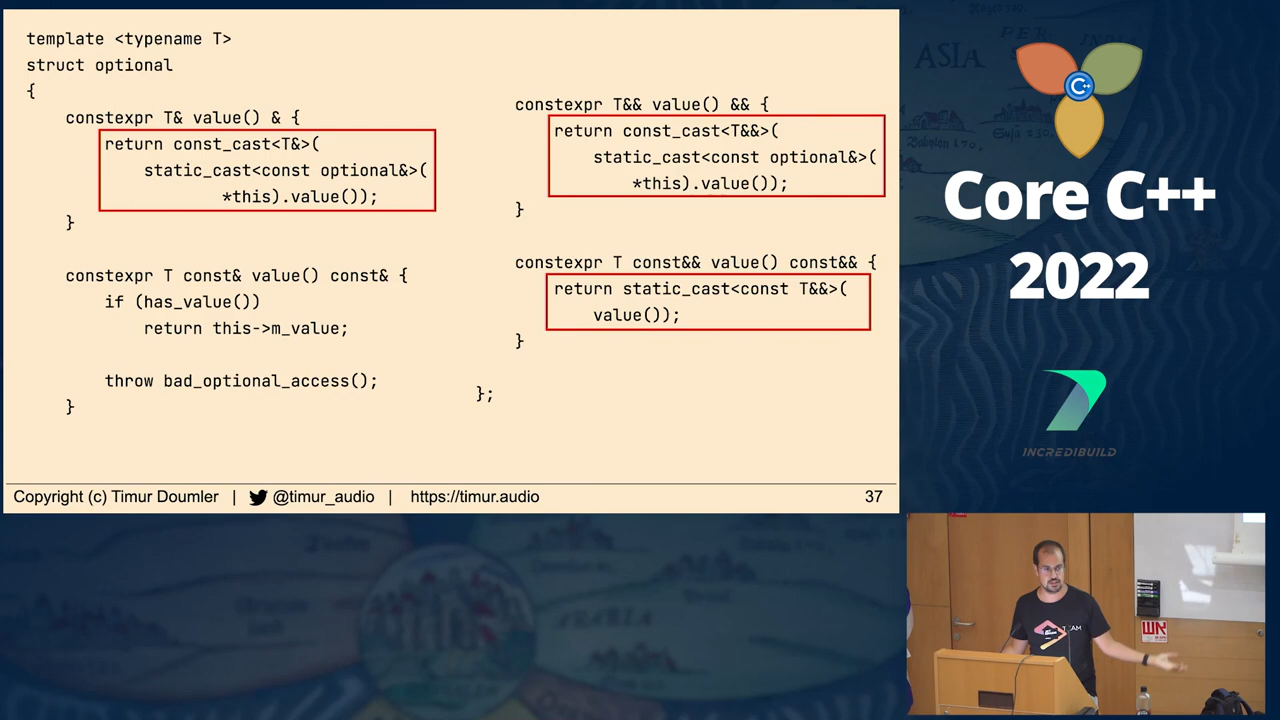 template <typename T>
struct optional
{
constexpr T& value() & {
return const_cast<T&>(
static_cast<const optional&>(
*this).value());
}
constexpr T const& value() const& {
if (has_value())
return this->m_value;
throw bad_optional_access();
}
constexpr T&& value() && {
return const_cast<T&&>(
static_cast<const optional&>(
*this).value());
}
constexpr T const&& value() const&& {
return static_cast<const T&&>(
value());
}
};
Copyright (c) Timur Doumler | @timur_audio | https://timur.audio 37
ASIA
C++
Core C++
2022
INCREDIBUILD
ARABIA